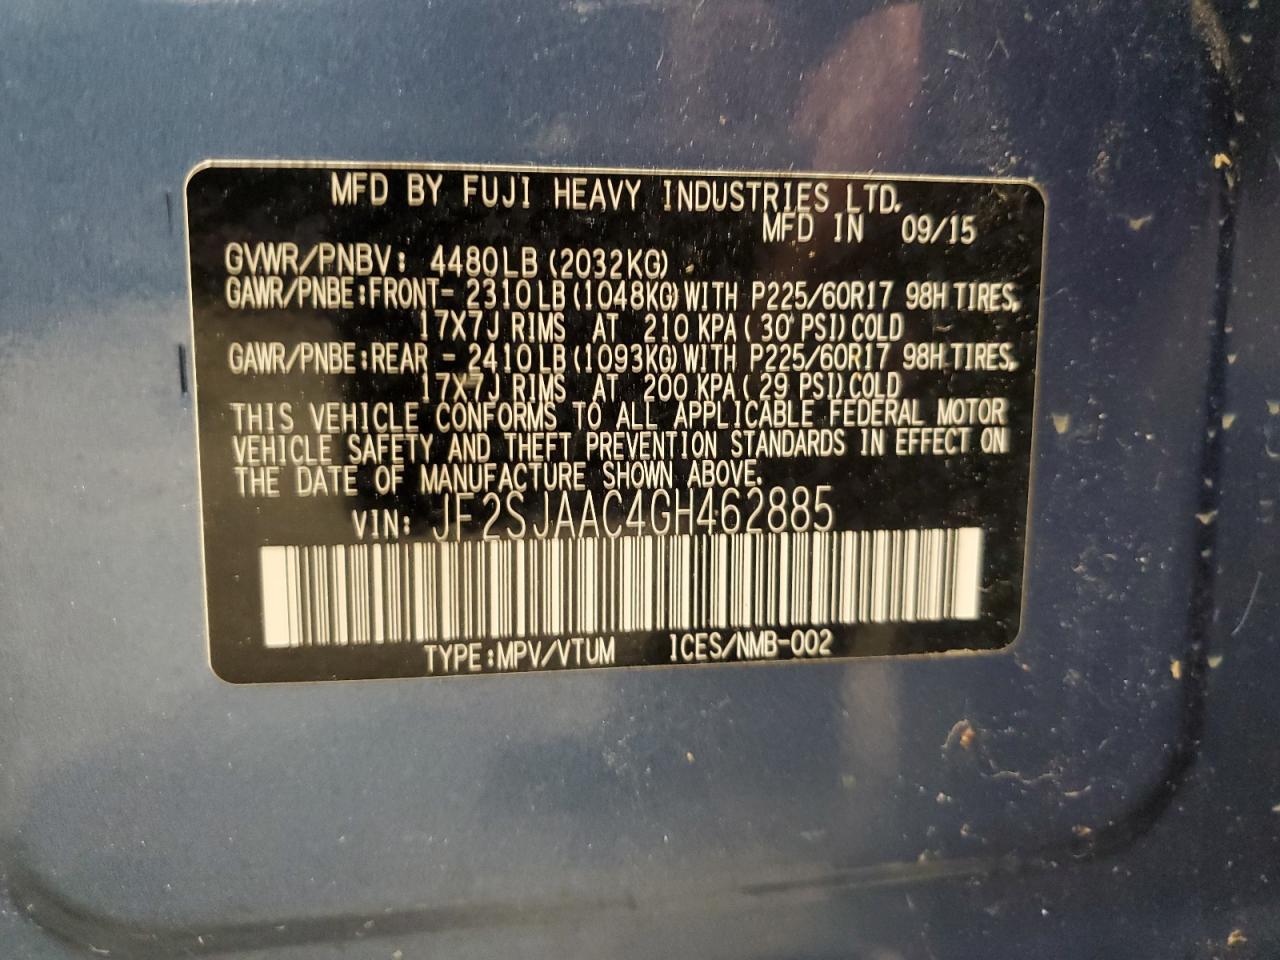 MFD BY FUJI HEAVY INDUSTRIES LTD.
MFD IN 09/15
GVWR/PNBV: 4480LB (2032KG)
GAWR/PNBE:FRONT- 2310LB (1048KG) WITH P225/60R17 98H TIRES,
17X7J RIMS AT 210 KPA ( 30 PSI) COLD
GAWR/PNBE:REAR - 2410LB (1093KG) WITH P225/60R17 98H TIRES,
17X7J RIMS AT 200 KPA ( 29 PSI) COLD
THIS VEHICLE CONFORMS TO ALL APPLICABLE FEDERAL MOTOR
VEHICLE SAFETY AND THEFT PREVENTION STANDARDS IN EFFECT ON
THE DATE OF MANUFACTURE SHOWN ABOVE.
VIN: JF2SJAAC4GH462885
TYPE:MPV/VTUM ICES/NMB-002